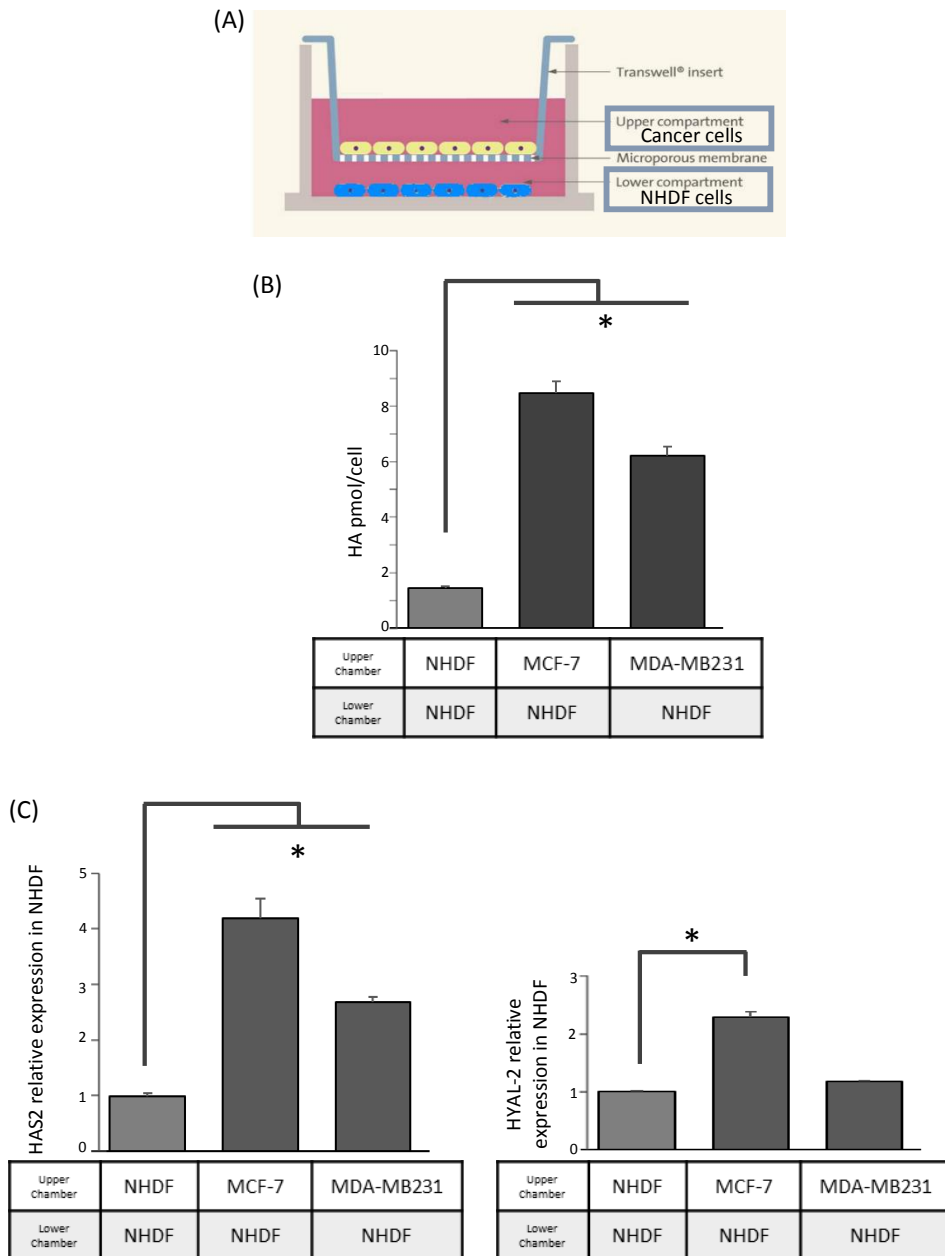 (A)
Transwell® insert
Upper compartment
Cancer cells
Microporous membrane
Lower compartment
NHDF cells
(B)
*
HA pmol/cell
10
8
6
4
2
0
Upper Chamber NHDF MCF-7 MDA-MB231
Lower Chamber NHDF NHDF NHDF
(C)
*
HAS2 relative expression in NHDF
5
4
3
2
1
0
Upper Chamber NHDF MCF-7 MDA-MB231
Lower Chamber NHDF NHDF NHDF
*
HYAL-2 relative
expression in NHDF
3
2
1
0
Upper Chamber NHDF MCF-7 MDA-MB231
Lower Chamber NHDF NHDF NHDF